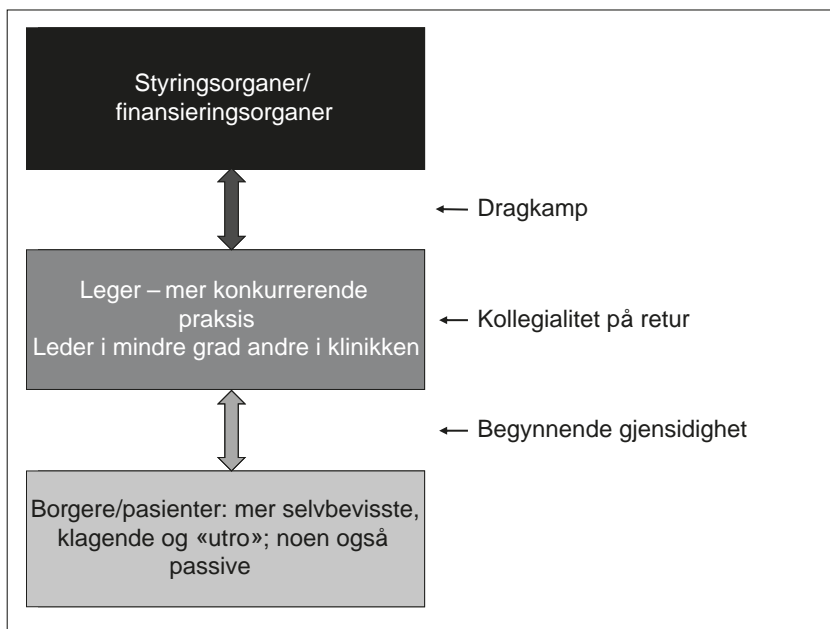 Styringsorganer/
finansieringsorganer
Dragkamp
Leger – mer konkurrerende
praksis
Leder i mindre grad andre i klinikken
Kollegialitet på retur
Begynnende gjensidighet
Borgere/pasienter: mer selvbevisste,
klagende og «utro»; noen også
passive